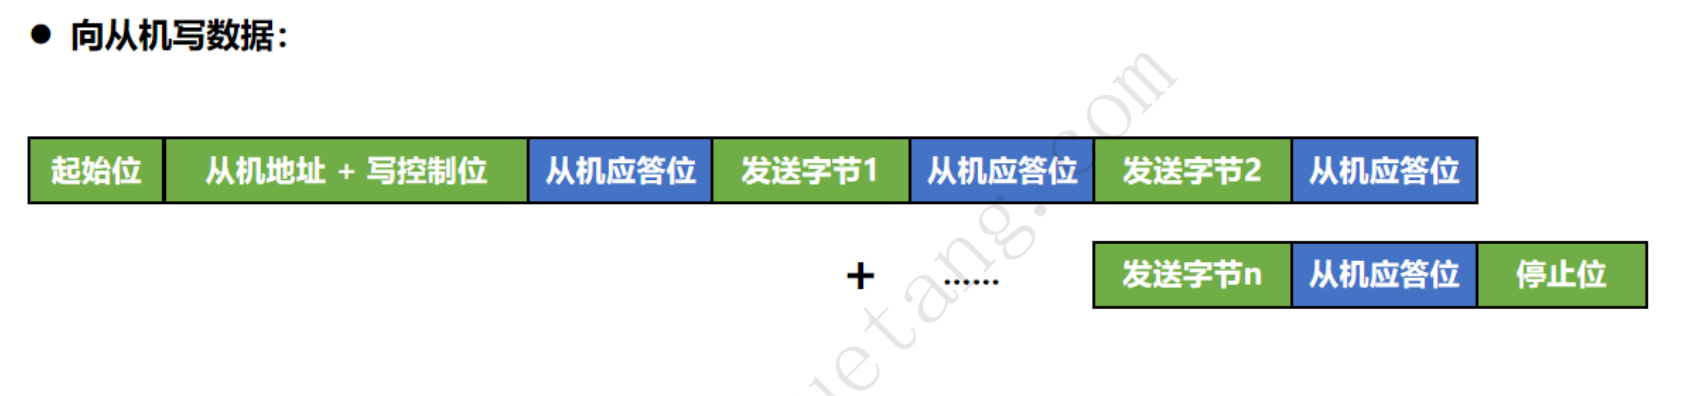 ● 向从机写数据：
起始位 从机地址 + 写控制位 从机应答位 发送字节1 从机应答位 发送字节2 从机应答位
+ …… 发送字节n 从机应答位 停止位
etang.com